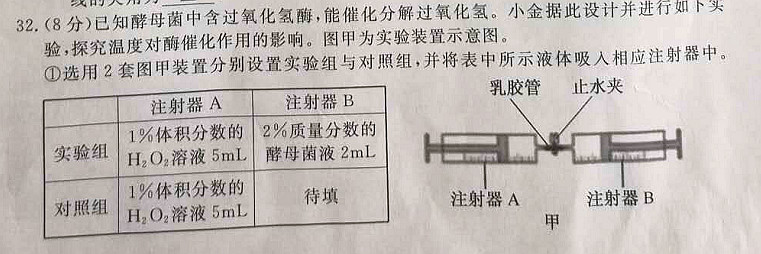 32.(8分)已知酵母菌中含过氧化氢酶,能催化分解过氧化氢。小金据此设计并进行如下实
验,探究温度对酶催化作用的影响。图甲为实验装置示意图。
①选用2套图甲装置分别设置实验组与对照组,并将表中所示液体吸入相应注射器中。
乳胶管 止水夹
注射器A 注射器B
实验组 1%体积分数的H₂O₂溶液5mL 2%质量分数的酵母菌液2mL
对照组 1%体积分数的H₂O₂溶液5mL 待填
注射器A 注射器B
甲